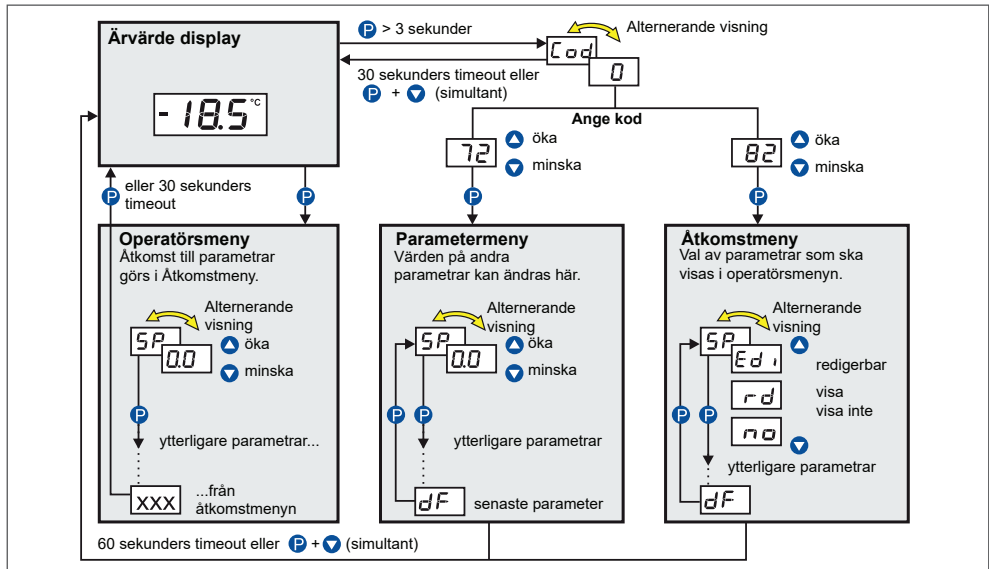 Ärvärde display
-18.5 °C
P > 3 sekunder
Cod
0
Alternerande visning
30 sekunders timeout eller
P + (simultant)
Ange kod
72
öka
minska
82
öka
minska
P
P
P eller 30 sekunders
timeout
P
Operatörsmeny
Åtkomst till parametrar
görs i Åtkomstmeny.
Alternerande
visning
SP
0.0
öka
minska
P
ytterligare parametrar...
xxx
...från
åtkomstmenyn
Parametermeny
Värden på andra
parametrar kan ändras här.
Alternerande
visning
SP
0.0
öka
minska
P P
ytterligare parametrar
dF
senaste parameter
Åtkomstmeny
Val av parametrar som ska
visas i operatörsmenyn.
Alternerande
visning
SP
Edi
redigerbar
rd
visa
visa inte
no
P P
ytterligare parametrar
dF
60 sekunders timeout eller P + (simultant)